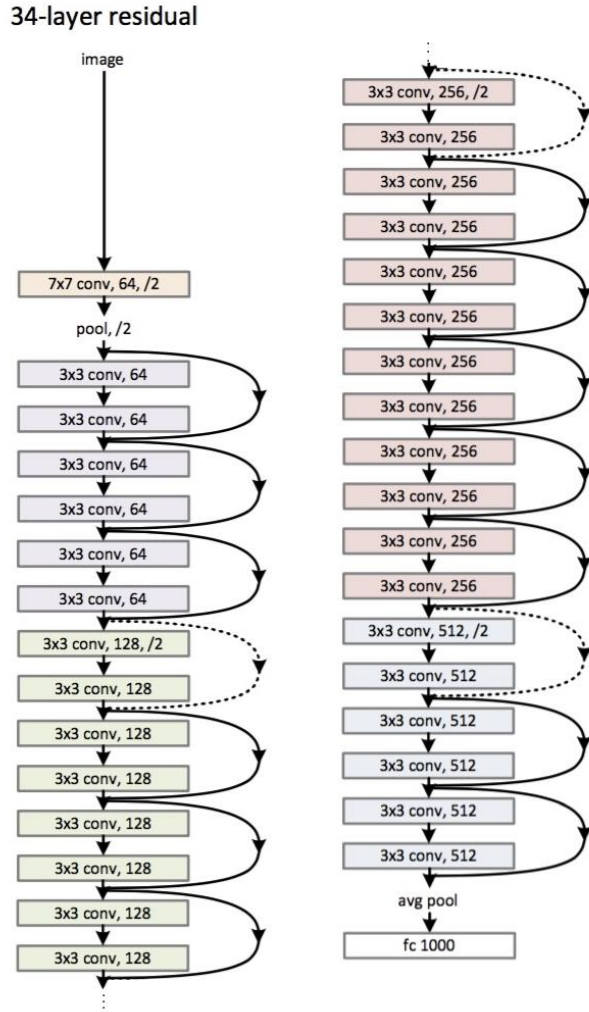 34-layer residual
image
7x7 conv, 64, /2
pool, /2
3x3 conv, 64
3x3 conv, 64
3x3 conv, 64
3x3 conv, 64
3x3 conv, 64
3x3 conv, 64
3x3 conv, 128, /2
3x3 conv, 128
3x3 conv, 128
3x3 conv, 128
3x3 conv, 128
3x3 conv, 128
3x3 conv, 128
3x3 conv, 128
3x3 conv, 256, /2
3x3 conv, 256
3x3 conv, 256
3x3 conv, 256
3x3 conv, 256
3x3 conv, 256
3x3 conv, 256
3x3 conv, 256
3x3 conv, 256
3x3 conv, 256
3x3 conv, 256
3x3 conv, 256
3x3 conv, 512, /2
3x3 conv, 512
3x3 conv, 512
3x3 conv, 512
3x3 conv, 512
3x3 conv, 512
avg pool
fc 1000